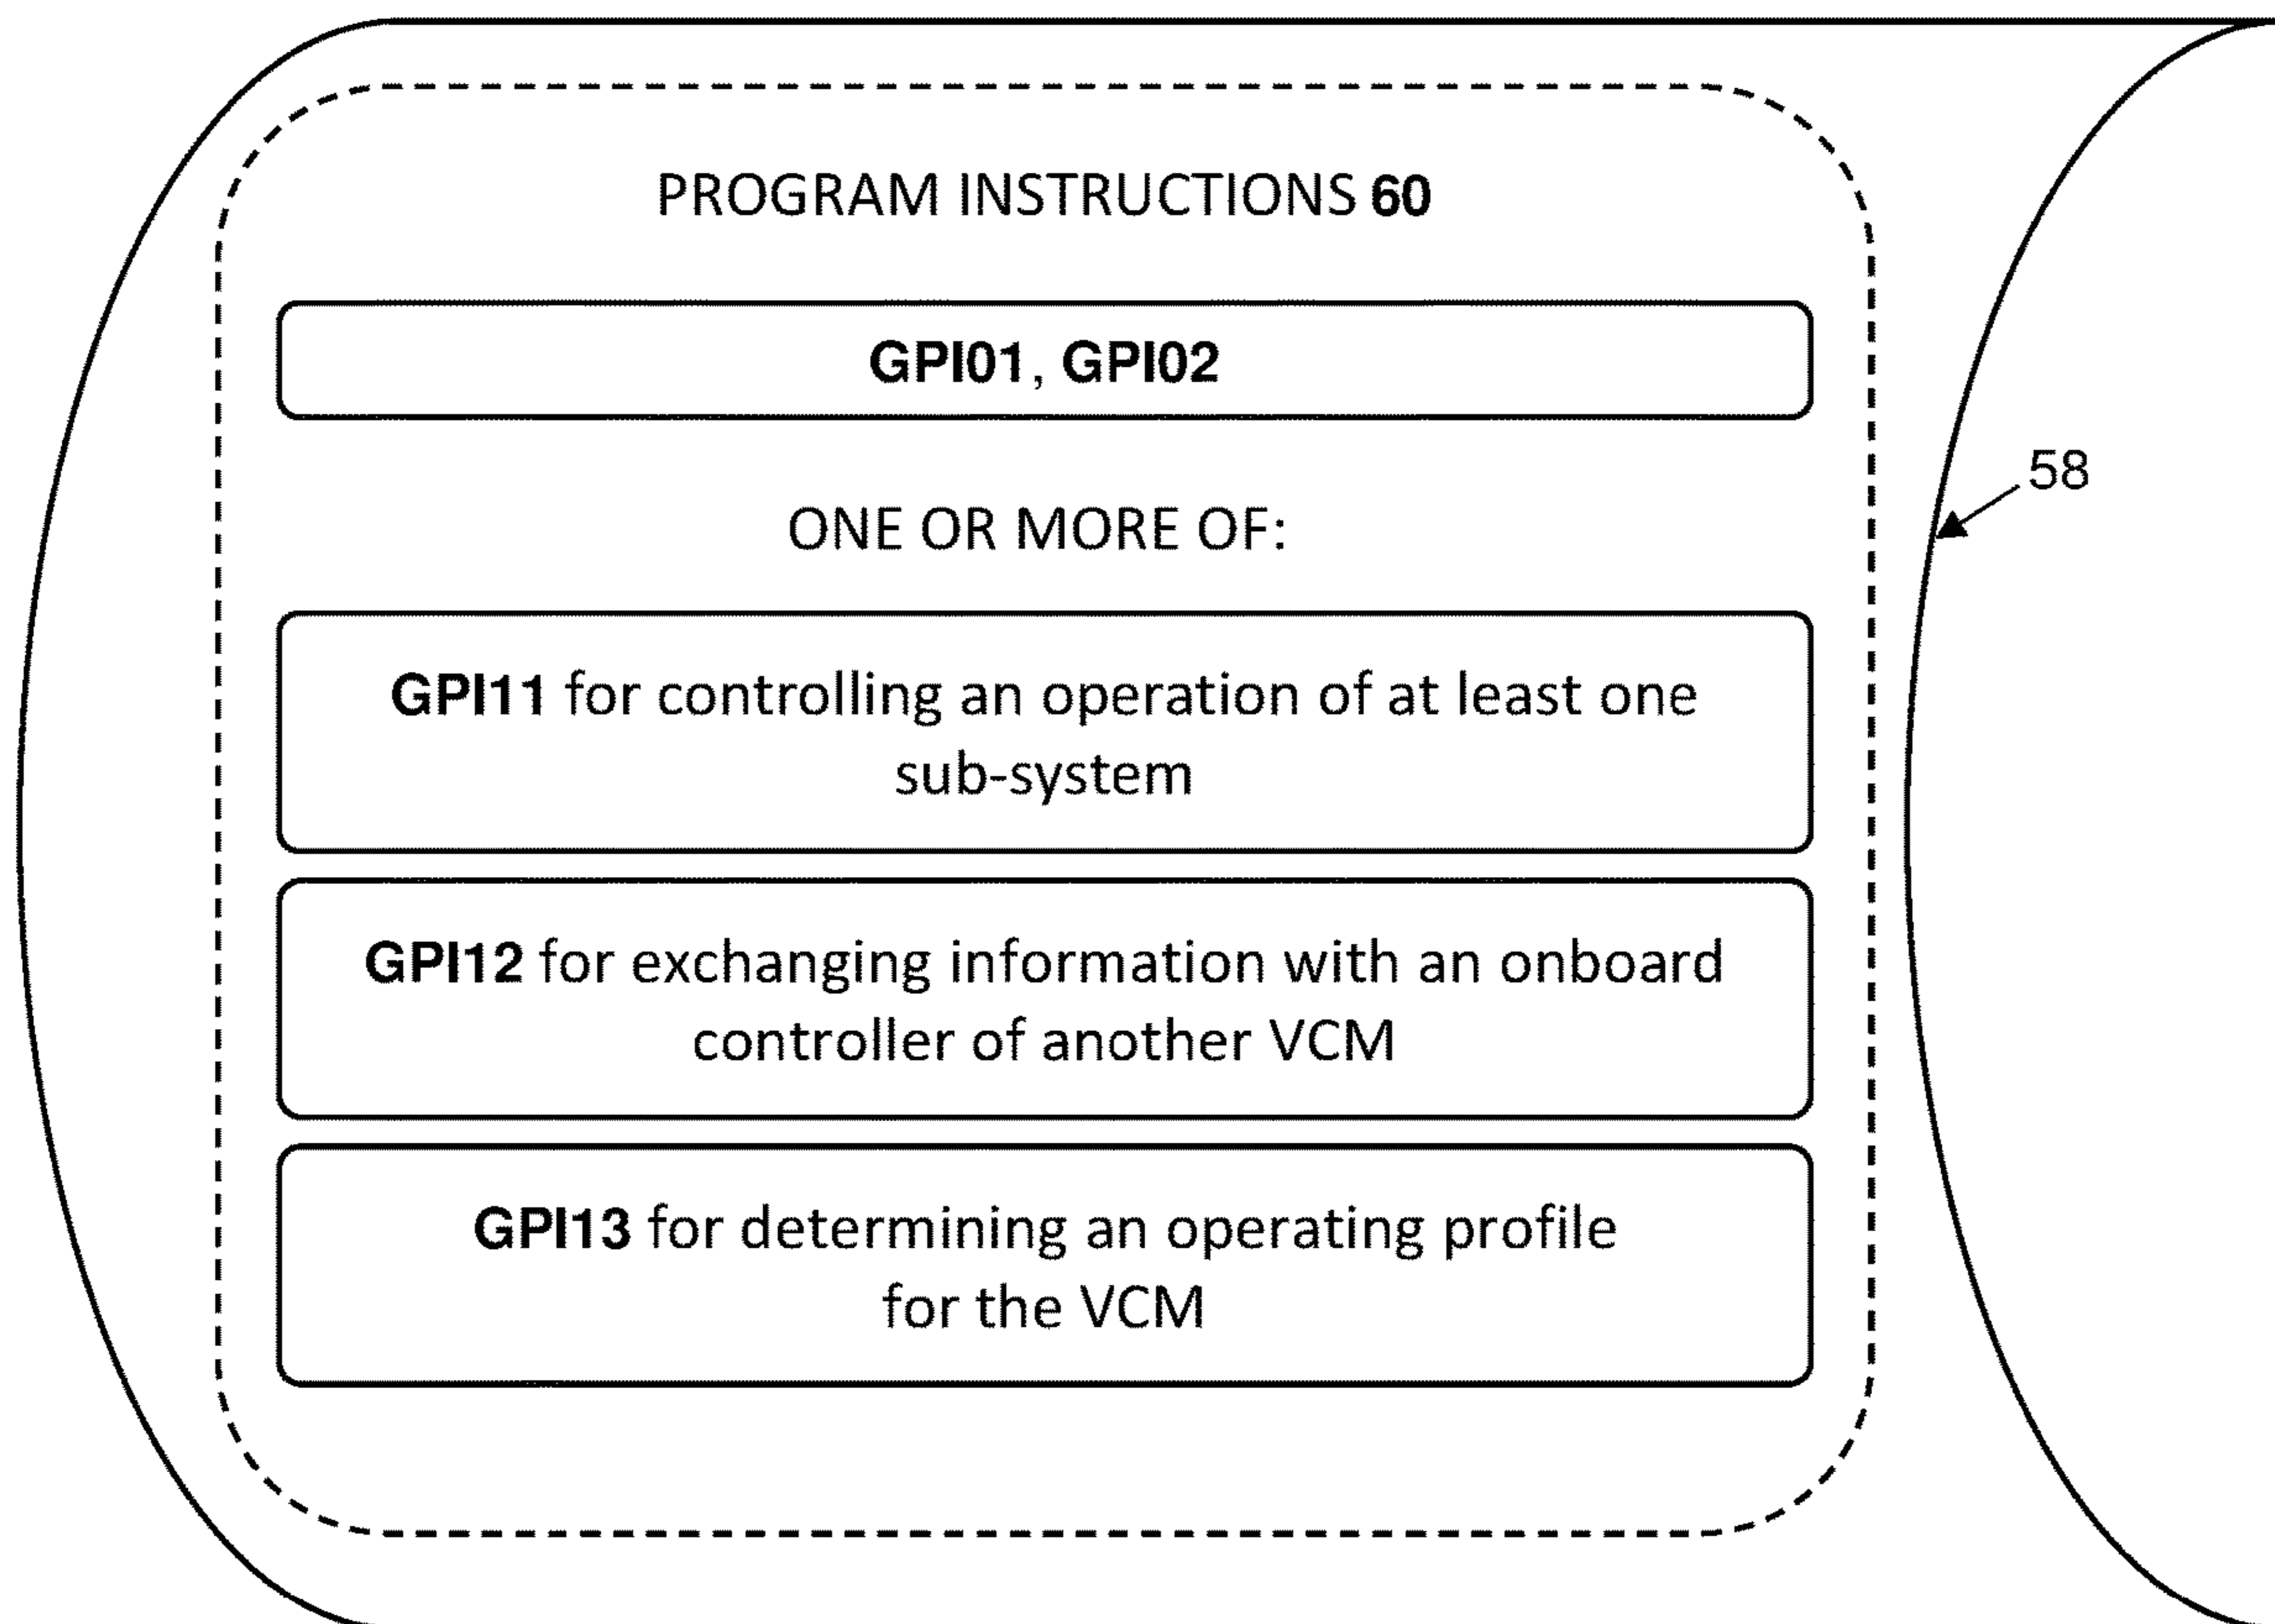 PROGRAM INSTRUCTIONS 60
GPI01, GPI02
58
ONE OR MORE OF:
GPI11 for controlling an operation of at least one
sub-system
GPI12 for exchanging information with an onboard
controller of another VCM
GPI13 for determining an operating profile
for the VCM